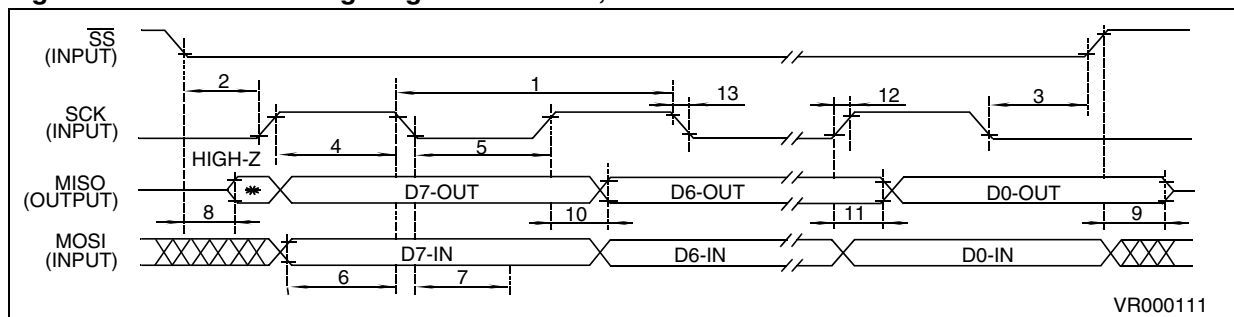 SS
(INPUT)
1
2
13
12
3
SCK
(INPUT)
4
5
HIGH-Z
MISO
(OUTPUT)
D7-OUT
D6-OUT
D0-OUT
8
10
11
9
MOSI
(INPUT)
D7-IN
D6-IN
D0-IN
6
7
VR000111